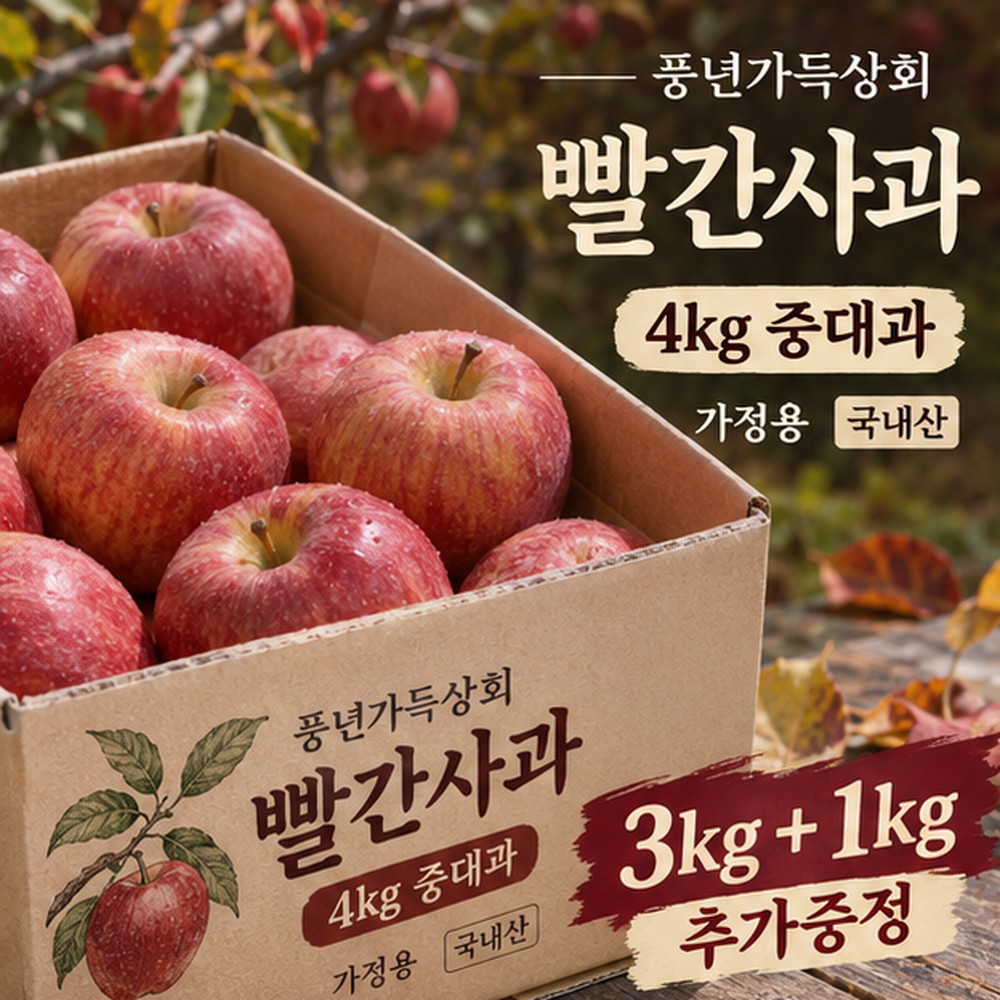 풍년가득상회
빨간사과
4kg 중대과
가정용 국내산
풍년가득상회
빨간사과
4kg 중대과
가정용 국내산
3kg + 1kg
추가중정